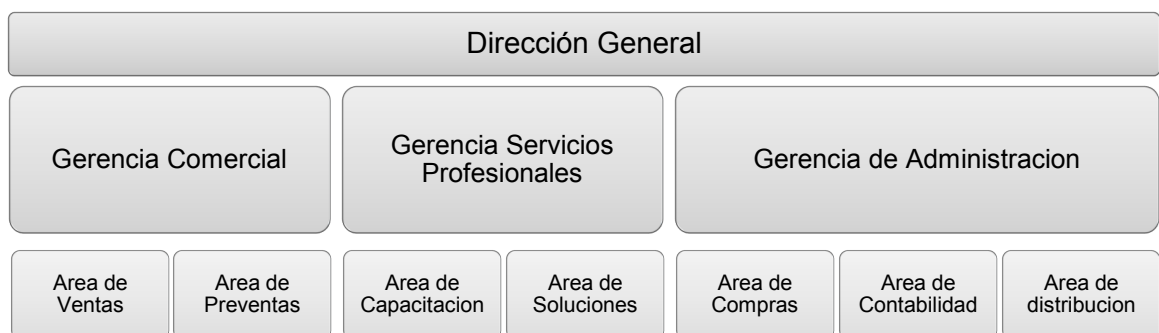 Dirección General
Gerencia Comercial
Gerencia Servicios
Profesionales
Gerencia de Administracion
Area de
Ventas
Area de
Preventas
Area de
Capacitacion
Area de
Soluciones
Area de
Compras
Area de
Contabilidad
Area de
distribucion